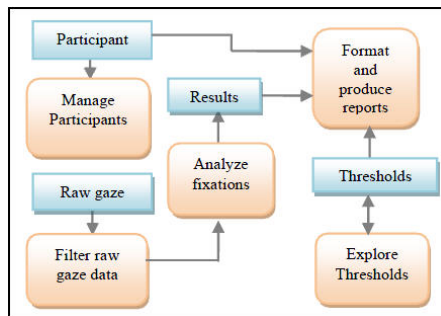 Participant
Format
and
produce
reports
Manage
Participants
Results
Analyze
fixations
Raw gaze
Thresholds
Filter raw
gaze data
Explore
Thresholds